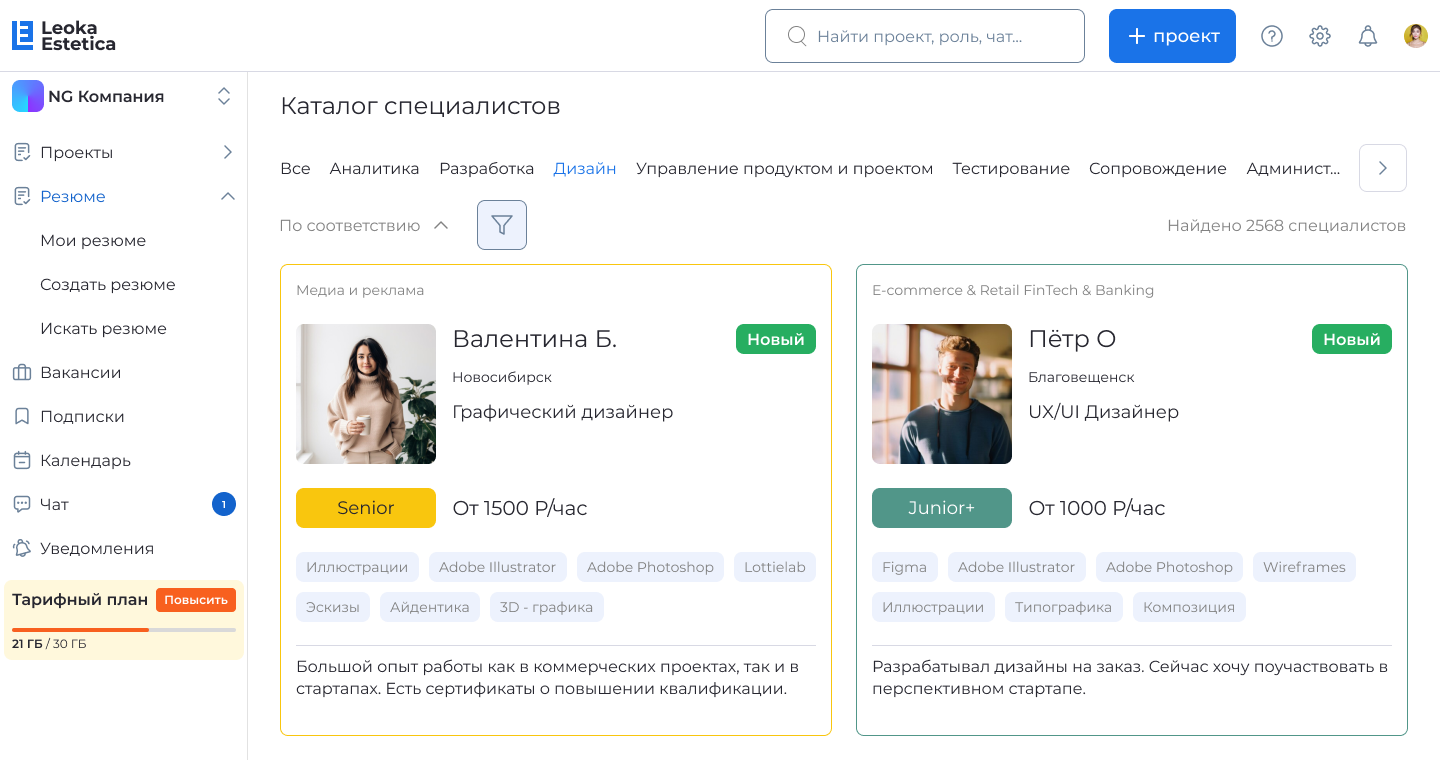 Leoka
Estetica
Найти проект, роль, чат...
проект
NG Компания
Проекты
Резюме
Мои резюме
Создать резюме
Искать резюме
Вакансии
Подписки
Календарь
Чат
1
Уведомления
Тарифный план
Повысить
21 ГБ / 30 ГБ
Каталог специалистов
Все Аналитика Разработка Дизайн Управление продуктом и проектом Тестирование Сопровождение Админист...
По соответствию
Найдено 2568 специалистов
Медиа и реклама
Валентина Б.
Новый
Новосибирск
Графический дизайнер
Senior
От 1500 Р/час
Иллюстрации Adobe Illustrator Adobe Photoshop Lottielab
Эскизы Айдентика 3D - графика
Большой опыт работы как в коммерческих проектах, так и в
стартапах. Есть сертификаты о повышении квалификации.
E-commerce & Retail FinTech & Banking
Пётр О
Новый
Благовещенск
UX/UI Дизайнер
Junior+
От 1000 Р/час
Figma Adobe Illustrator Adobe Photoshop Wireframes
Иллюстрации Типографика Композиция
Разрабатывал дизайны на заказ. Сейчас хочу поучаствовать в
перспективном стартапе.